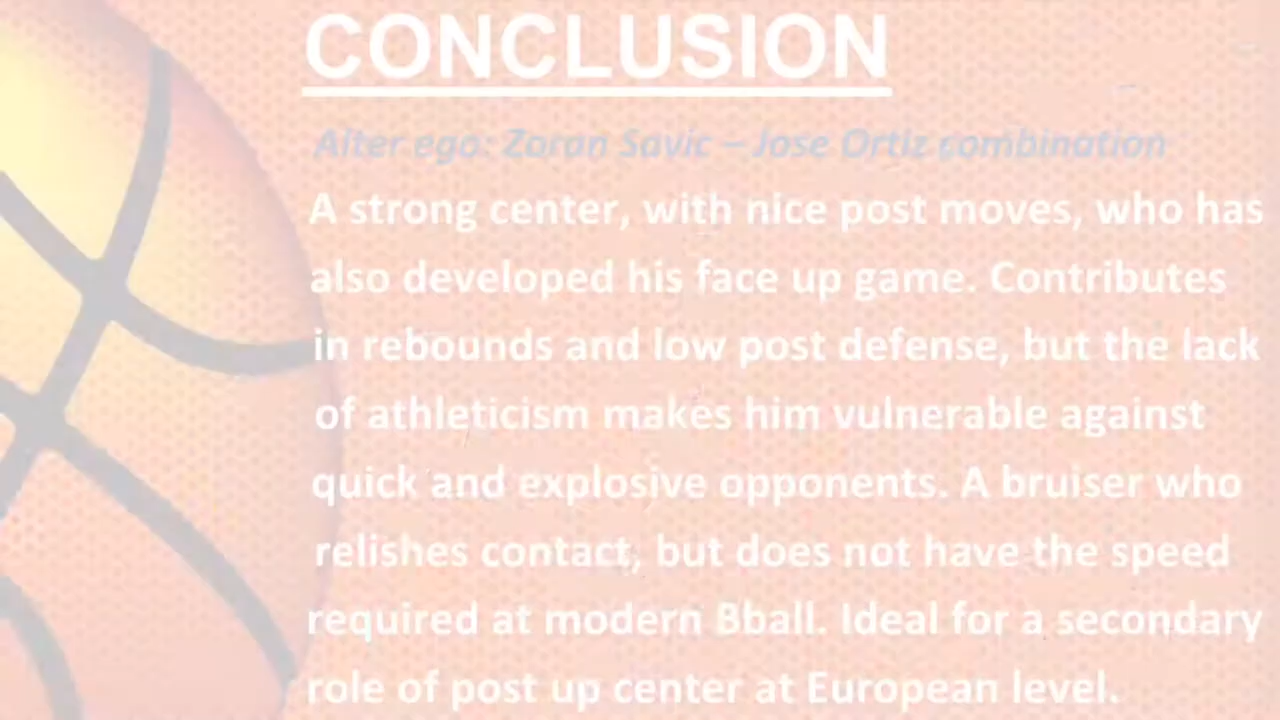 CONCLUSION
Alter ego: Zoran Savic – Jose Ortiz combination
A strong center, with nice post moves, who has
also developed his face up game. Contributes
in rebounds and low post defense, but the lack
of athleticism makes him vulnerable against
quick and explosive opponents. A bruiser who
relishes contact, but does not have the speed
required at modern Bball. Ideal for a secondary
role of post up center at European level.